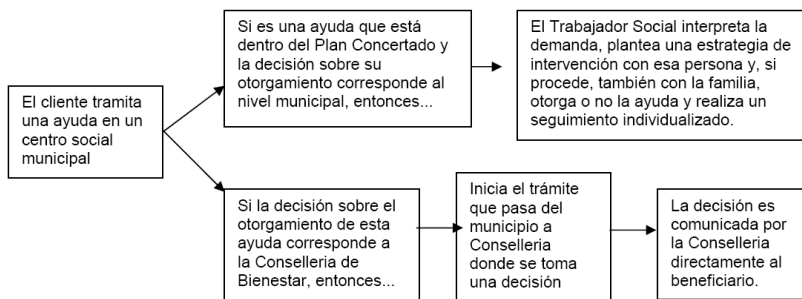 El cliente tramita
una ayuda en un
centro social
municipal
Si es una ayuda que está
dentro del Plan Concertado y
la decisión sobre su
otorgamiento corresponde al
nivel municipal, entonces...
El Trabajador Social interpreta la
demanda, plantea una estrategia de
intervención con esa persona y, si
procede, también con la familia,
otorga o no la ayuda y realiza un
seguimiento individualizado.
Si la decisión sobre el
otorgamiento de esta
ayuda corresponde a
la Conselleria de
Bienestar, entonces...
Inicia el trámite
que pasa del
municipio a
Conselleria
donde se toma
una decisión
La decisión es
comunicada por
la Conselleria
directamente al
beneficiario.